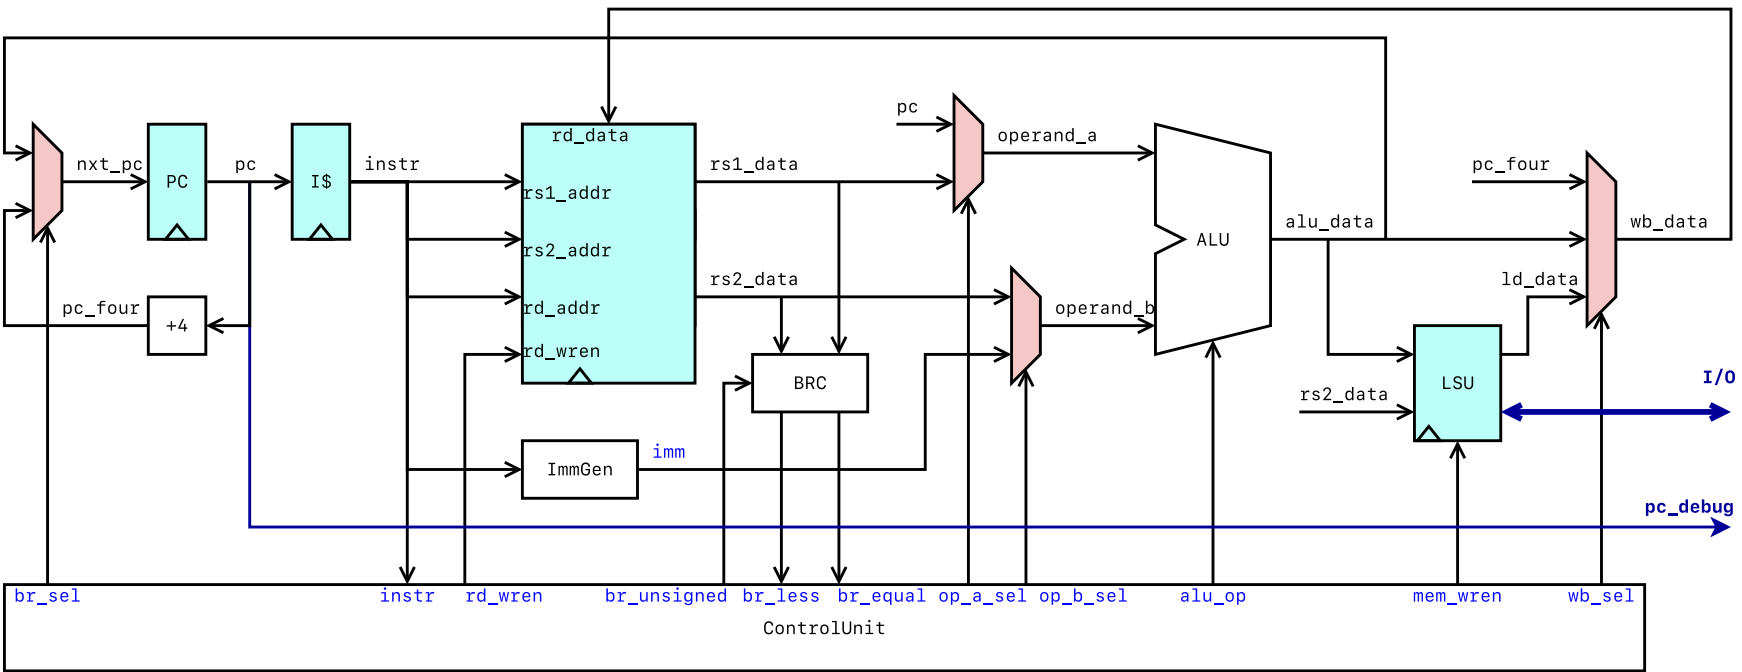 pc
operand_a
rd_data
nxt_pc
PC
pc
I$
instr
rs1_addr
rs1_data
pc_four
rs2_addr
ALU
alu_data
wb_data
rs2_data
ld_data
pc_four
+4
rd_addr
operand_b
rd_wren
BRC
LSU
I/O
rs2_data
ImmGen
imm
pc_debug
br_sel
instr
rd_wren
br_unsigned
br_less
br_equal
op_a_sel
op_b_sel
alu_op
mem_wren
wb_sel
ControlUnit